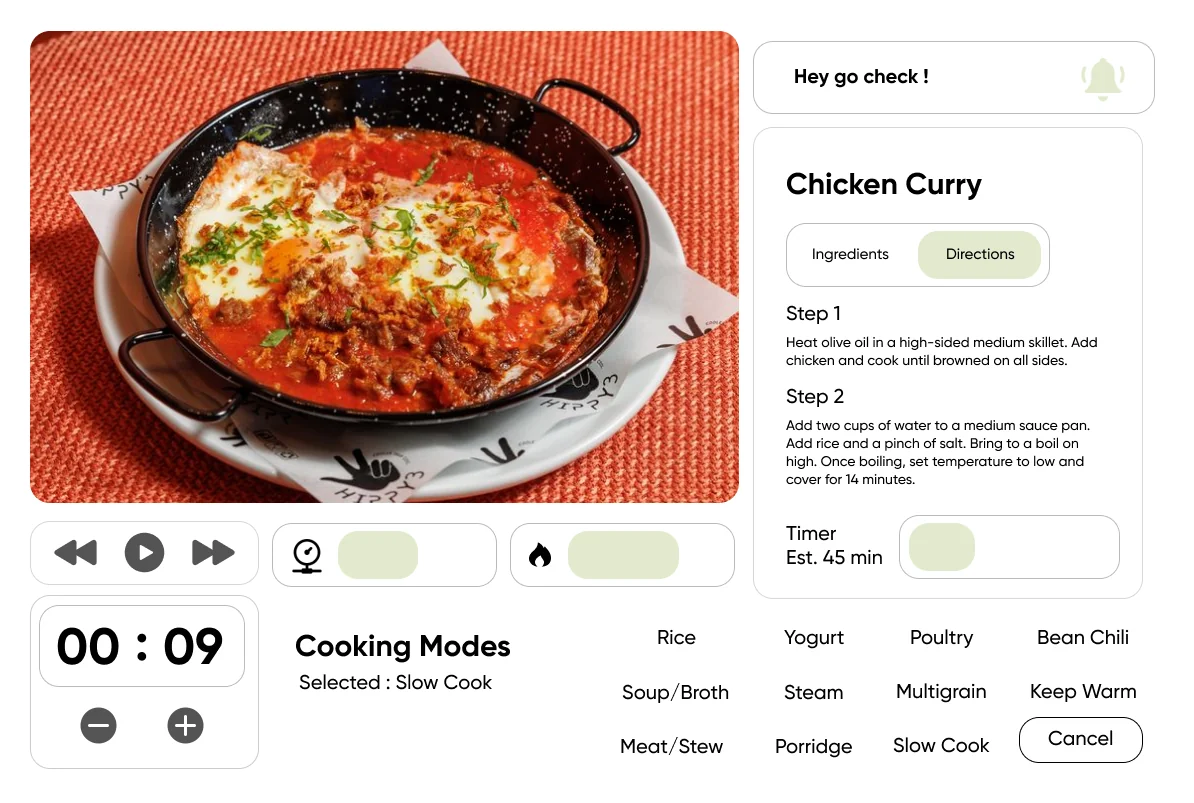 Hey go check !
Chicken Curry
Ingredients
Directions
Step 1
Heat olive oil in a high-sided medium skillet. Add
chicken and cook until browned on all sides.
Step 2
Add two cups of water to a medium sauce pan.
Add rice and a pinch of salt. Bring to a boil on
high. Once boiling, set temperature to low and
cover for 14 minutes.
Timer
Est. 45 min
HIPPY3
HIPPY3
00 : 09
Cooking Modes
Selected : Slow Cook
Rice
Yogurt
Poultry
Bean Chili
Soup/Broth
Steam
Multigrain
Keep Warm
Meat/Stew
Porridge
Slow Cook
Cancel